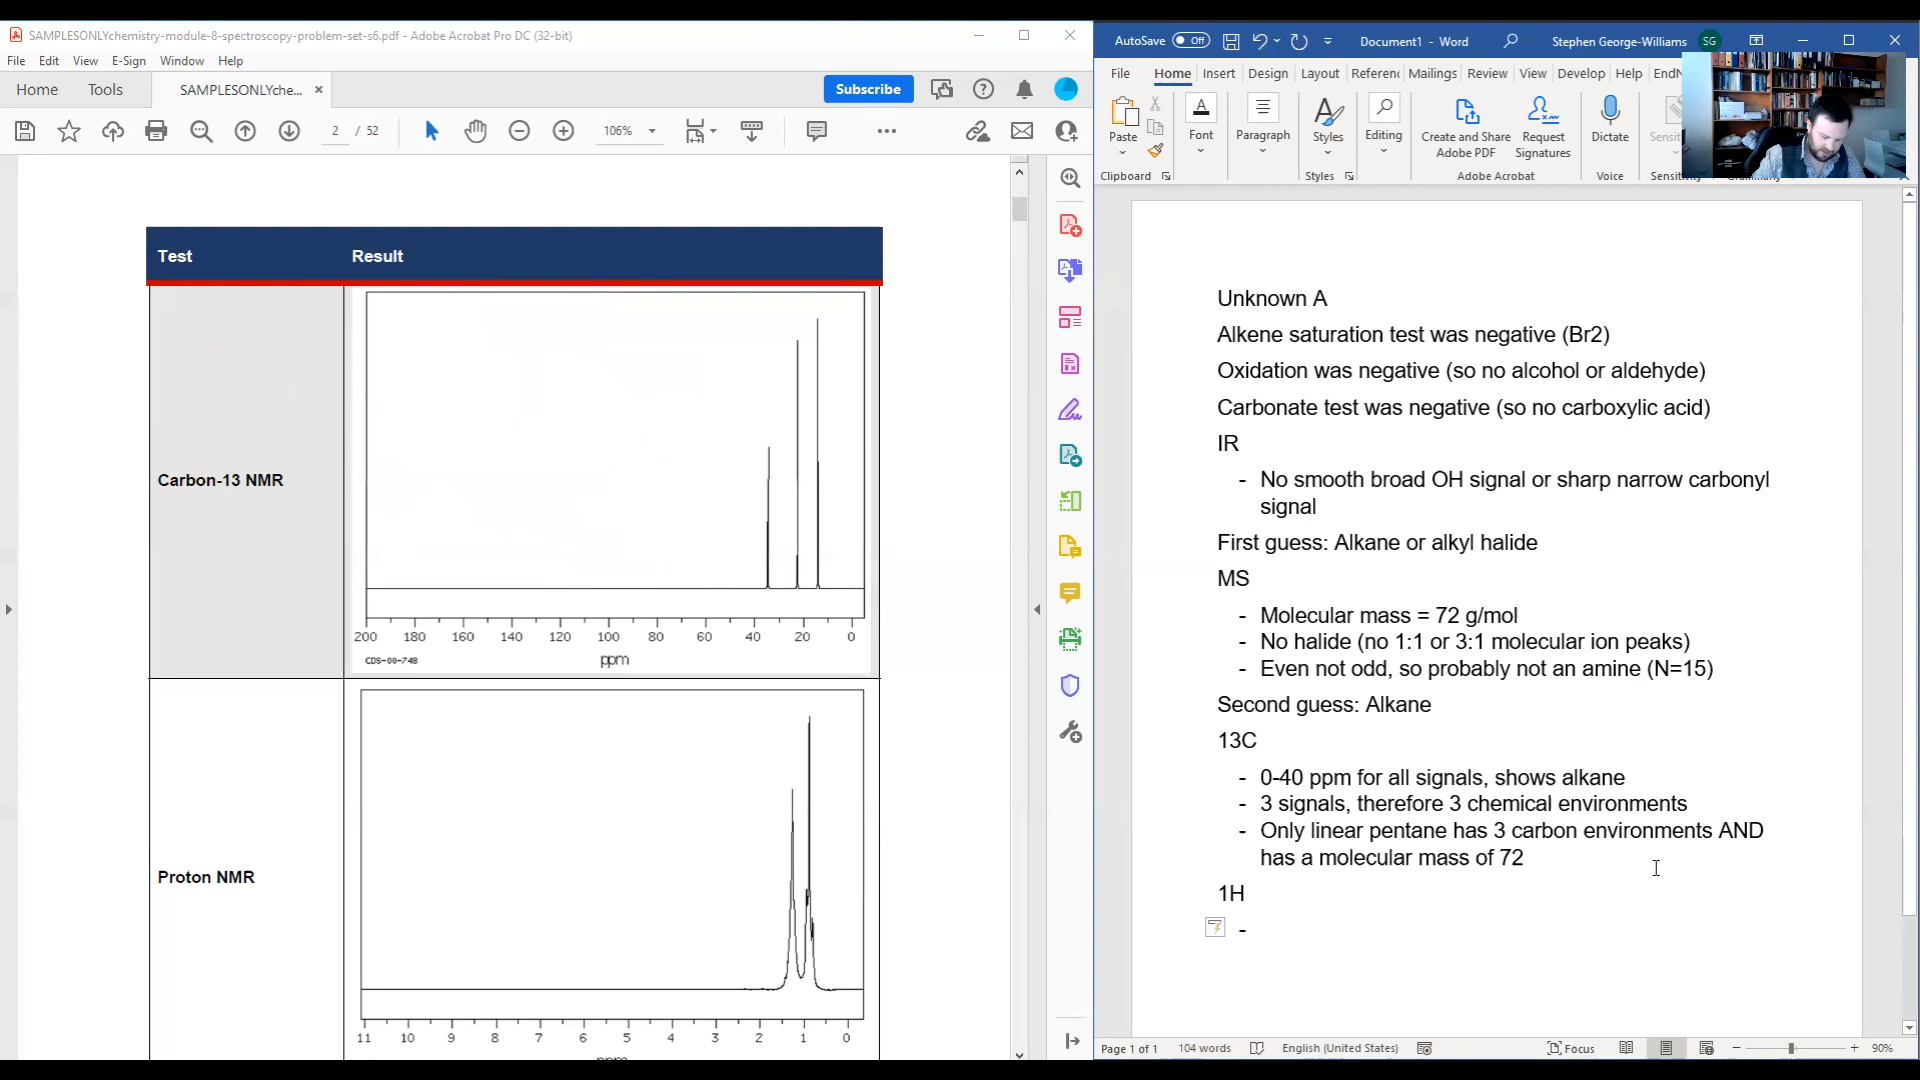 SAMPLESONLYchemistry-module-8-spectroscopy-problem-set-s6.pdf - Adobe Acrobat Pro DC (32-bit)
File Edit View E-Sign Window Help
Home Tools SAMPLESONLYche... ×
Subscribe
2 / 52 106%
Test Result
Carbon-13 NMR
200 180 160 140 120 100 80 60 40 20 0
ppm
CDS-00-748
Proton NMR
11 10 9 8 7 6 5 4 3 2 1 0
ppm
AutoSave Off Document1 - Word Stephen George-Williams SG
File Home Insert Design Layout Referenc Mailings Review View Develop Help EndN
Paste Font Paragraph Styles Editing Create and Share Adobe PDF Request Signatures Dictate Sensit
Clipboard Styles Adobe Acrobat Voice Sensitiv
Unknown A
Alkene saturation test was negative (Br2)
Oxidation was negative (so no alcohol or aldehyde)
Carbonate test was negative (so no carboxylic acid)
IR
- No smooth broad OH signal or sharp narrow carbonyl
signal
First guess: Alkane or alkyl halide
MS
- Molecular mass = 72 g/mol
- No halide (no 1:1 or 3:1 molecular ion peaks)
- Even not odd, so probably not an amine (N=15)
Second guess: Alkane
13C
- 0-40 ppm for all signals, shows alkane
- 3 signals, therefore 3 chemical environments
- Only linear pentane has 3 carbon environments AND
has a molecular mass of 72
1H
-
Page 1 of 1 104 words English (United States) Focus 90%